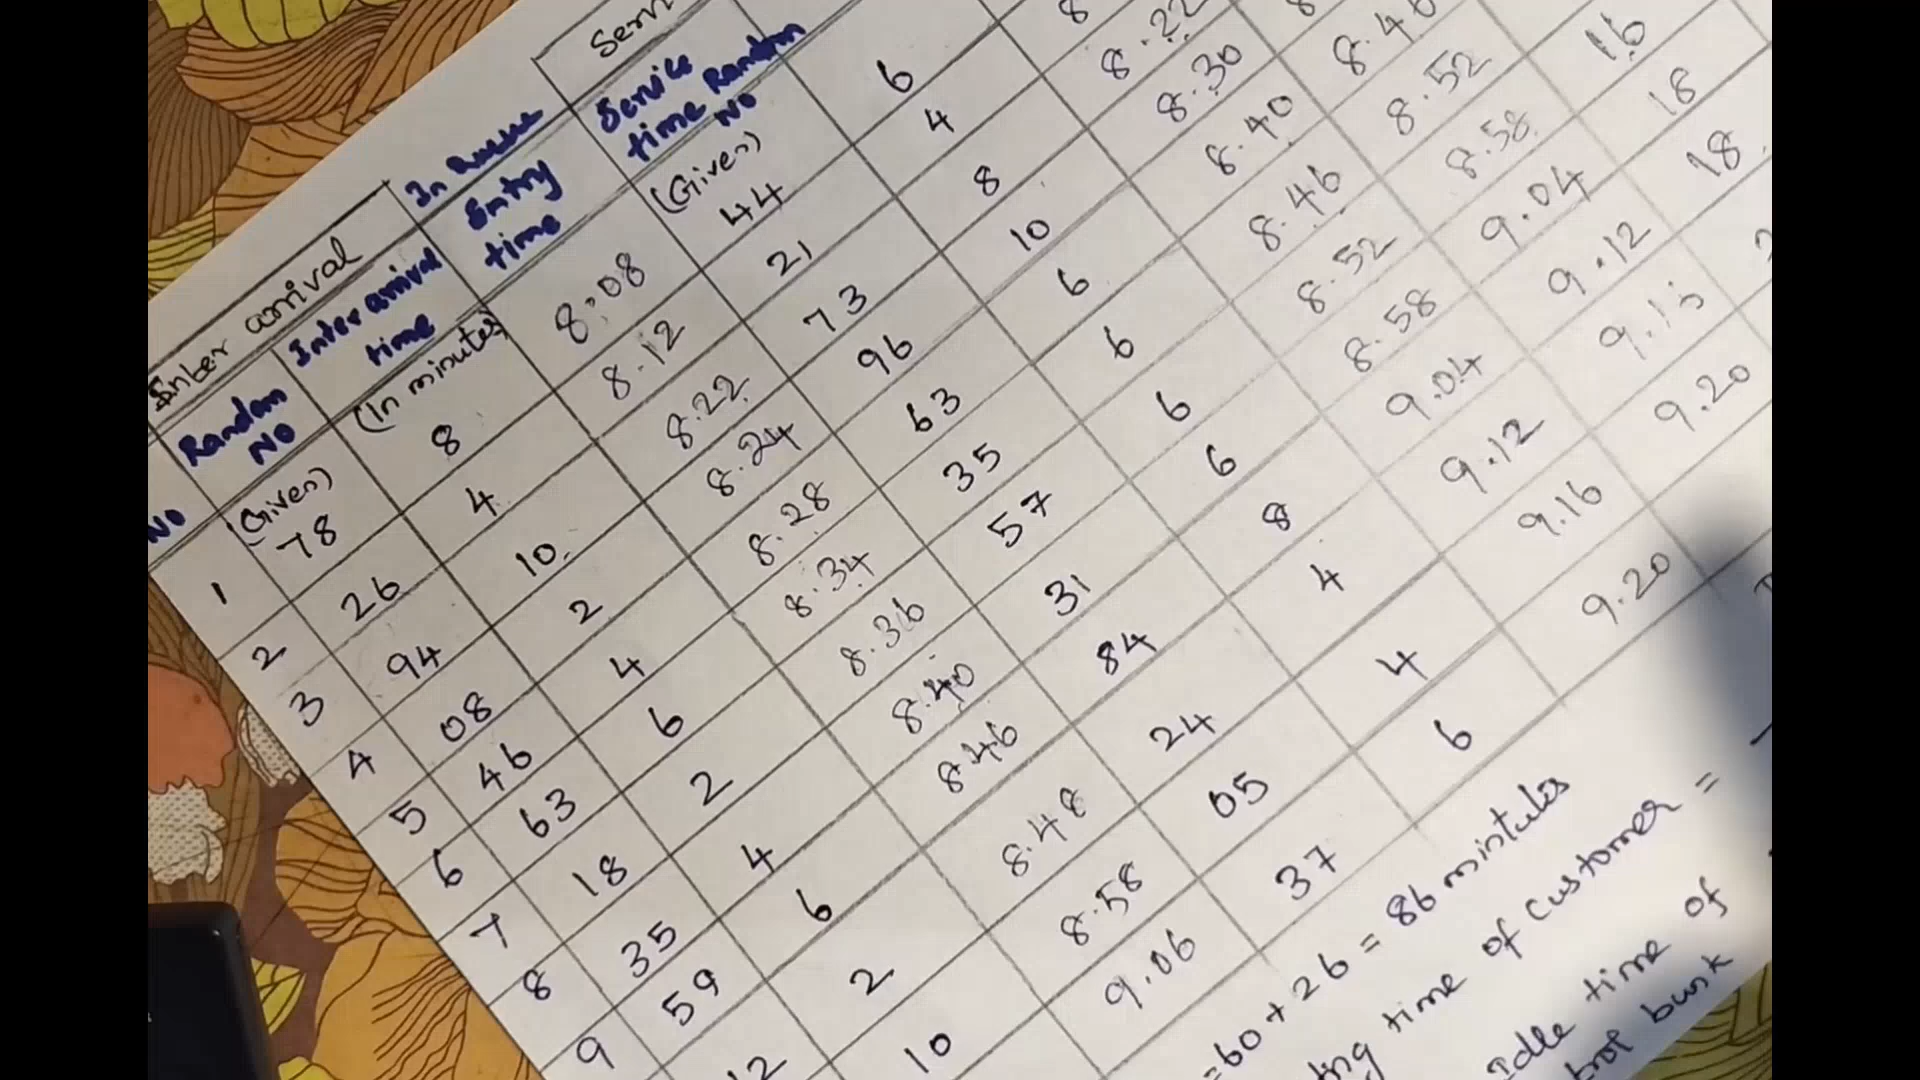 Inter arrival
No Random No (Given) Inter arrival time (In minutes) Entry time Service time Random No (Given)
1 78 8 8:08 44 6
2 26 4 8.12 21 4
3 94 10 8.22 73 8 8.22
4 08 2 8.24 96 10 8.30
5 46 4 8.28 63 6 8.40 8.46
6 63 6 8.34 35 6 8.46 8.52 16
7 18 2 8.36 57 6 8.52 8.58 18
8 35 4 8.40 31 6 8.58 9.04 18
9 59 6 8.46 84 8 9.04 9.12
12 2 8.48 24 4 9.12
10 8.58 05 4 9.16 9.20
9.06 37 6 9.20
=60+26 = 86 mintules
time of Customer =
Idle time of
bunk